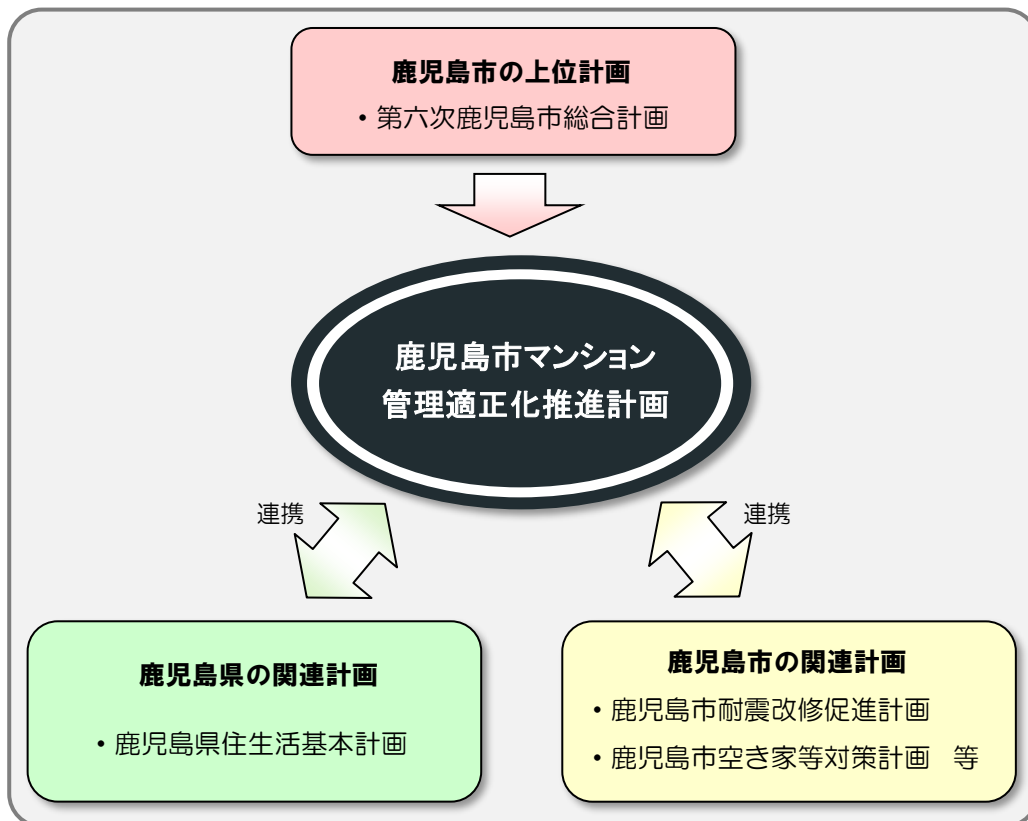 鹿児島市の上位計画
・第六次鹿児島市総合計画
鹿児島市マンション
管理適正化推進計画
連携
連携
鹿児島県の関連計画
・鹿児島県住生活基本計画
鹿児島市の関連計画
・鹿児島市耐震改修促進計画
・鹿児島市空き家等対策計画　等